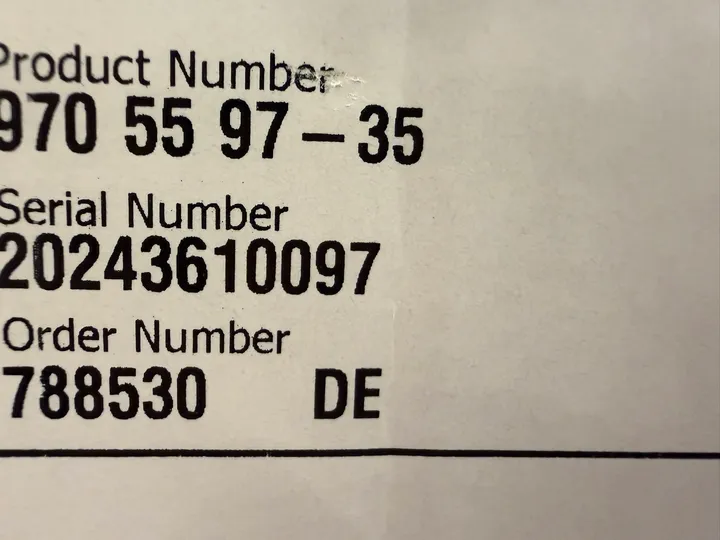 Product Number
970 55 97 – 35
Serial Number
20243610097
Order Number
788530 DE